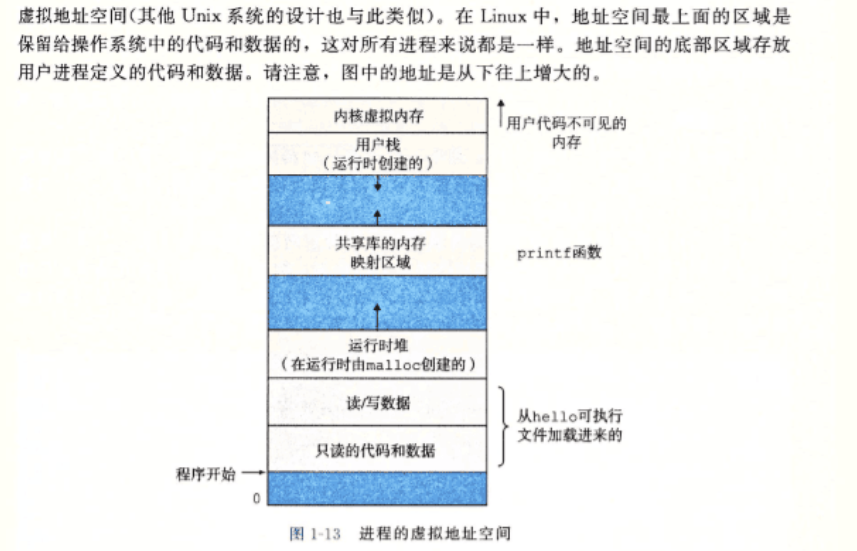 虚拟地址空间(其他 Unix 系统的设计也与此类似)。在 Linux 中，地址空间最上面的区域是
保留给操作系统中的代码和数据的，这对所有进程来说都是一样。地址空间的底部区域存放
用户进程定义的代码和数据。请注意，图中的地址是从下往上增大的。
内核虚拟内存
用户代码不可见的
内存
用户栈
（运行时创建的）
共享库的内存
映射区域
printf函数
运行时堆
（在运行时由malloc创建的）
读/写数据
从hello可执行
文件加载进来的
只读的代码和数据
程序开始
0
图 1-13 进程的虚拟地址空间